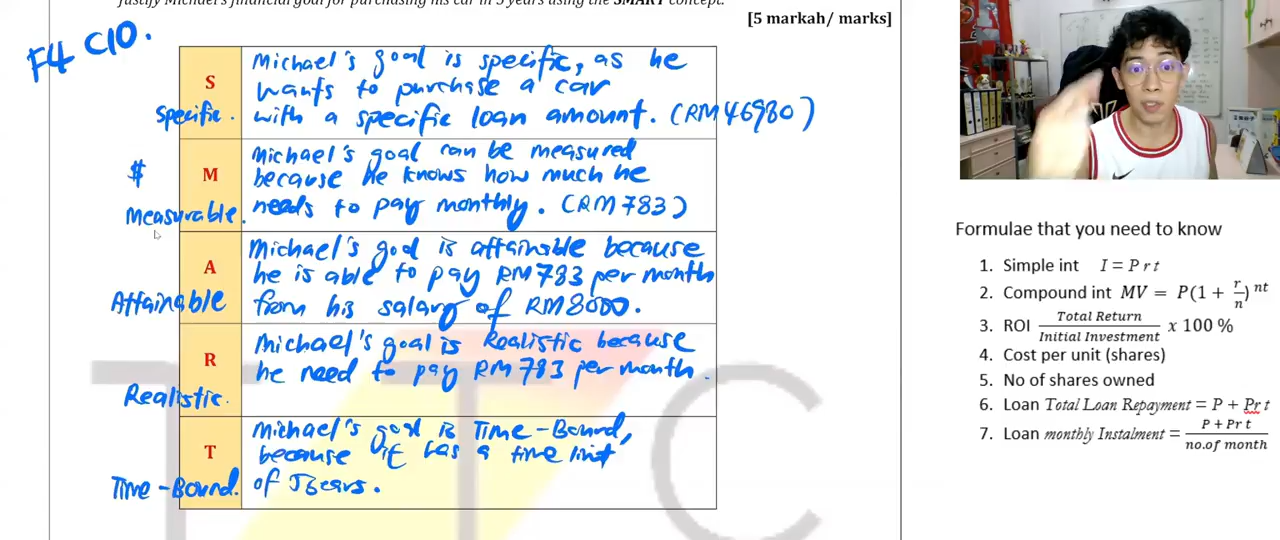 Justify Michael's financial goal for purchasing his car in 5 years using the SMART concept.
[5 markah/ marks]
F4 C10.
S
Specific.
Michael's goal is specific, as he
wants to purchase a car
with a specific loan amount. (RM46980)
$
M
Measurable.
Michael's goal can be measured
because he knows how much he
needs to pay monthly. (RM783)
A
Attainable
Michael's goal is attainable because
he is able to pay RM783 per month
from his salary of RM8000.
R
Realistic.
Michael's goal is Realistic because
he need to pay RM783 per month.
T
Time-Bound.
Michael's goal is Time-Bound,
because it has a time limit
of 5years.
TTC
Formulae that you need to know
1. Simple int I = P r t
2. Compound int MV = P(1 + r/n) nt
3. ROI Total Return / Initial Investment x 100 %
4. Cost per unit (shares)
5. No of shares owned
6. Loan Total Loan Repayment = P + Pr t
7. Loan monthly Instalment = P + Pr t / no.of month